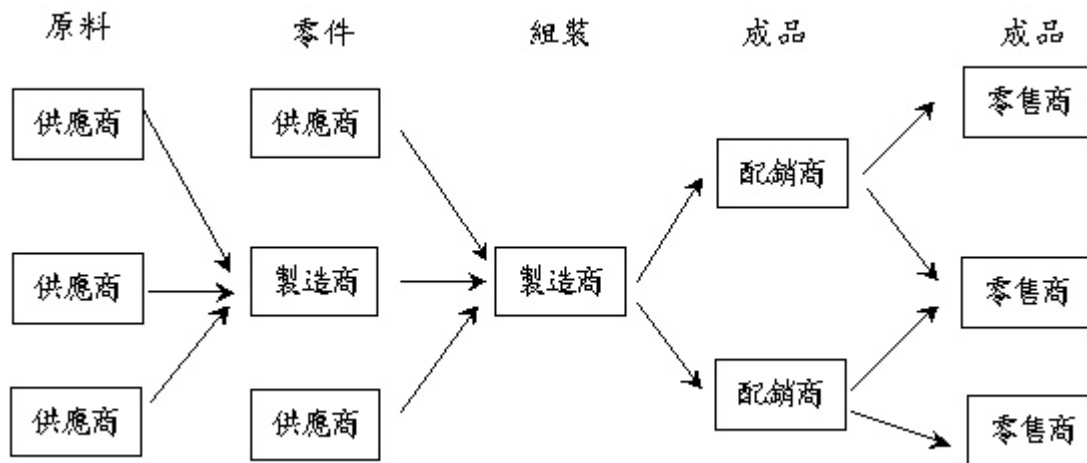 原料 零件 組裝 成品 成品
供應商 供應商 零售商
配銷商
供應商 製造商 製造商 零售商
供應商 供應商 配銷商 零售商